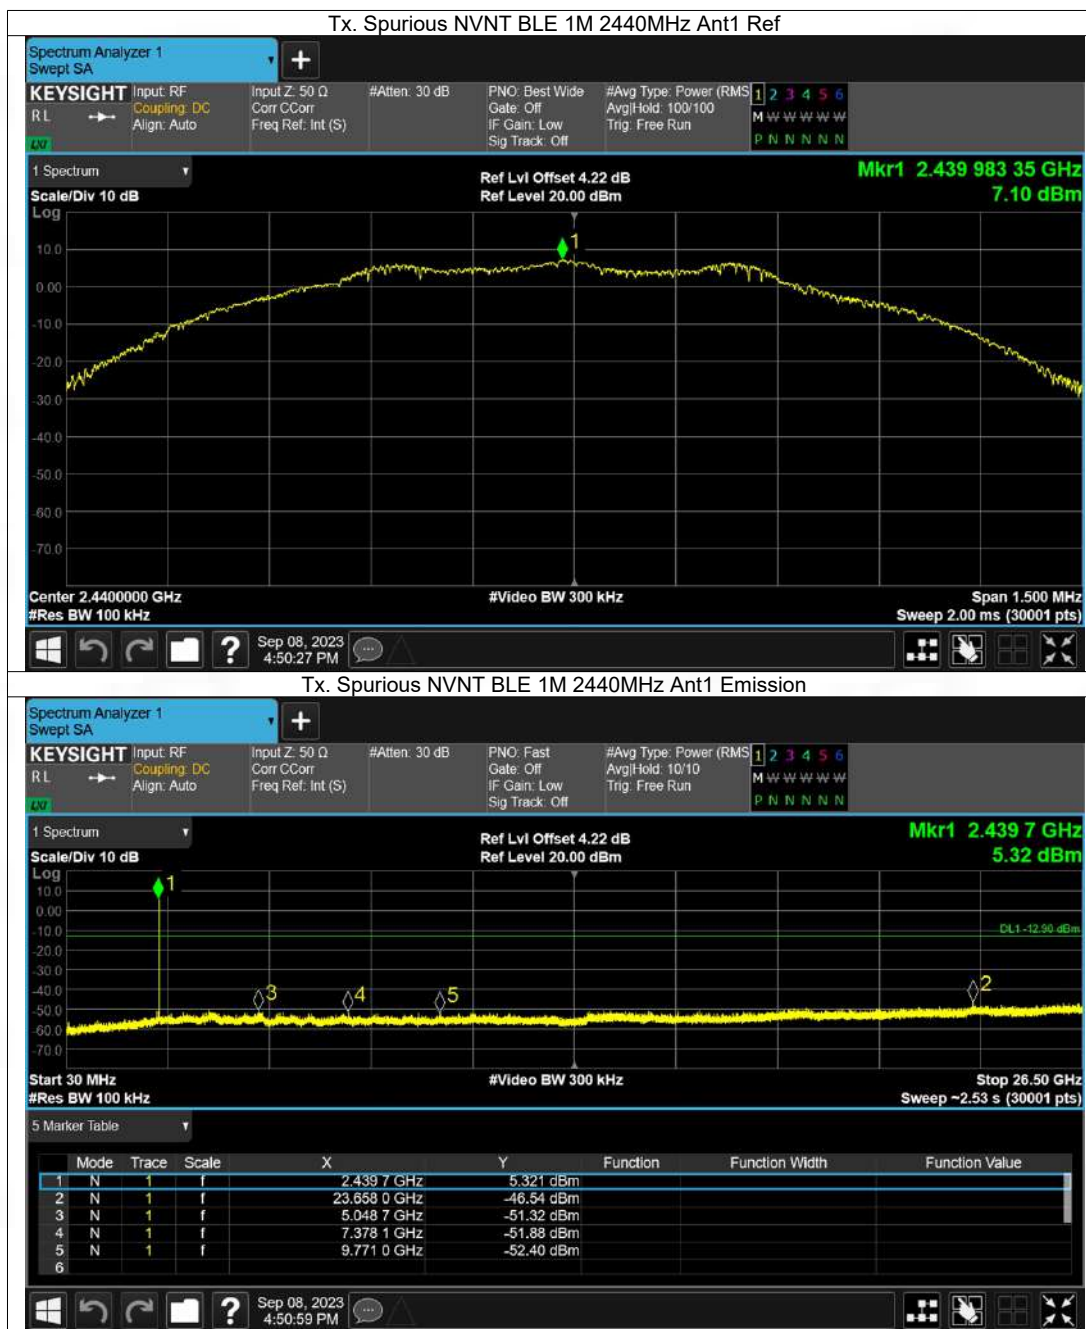 Tx. Spurious NVNT BLE 1M 2440MHz Ant1 Ref
Spectrum Analyzer 1
Swept SA
+
KEYSIGHT Input: RF Input Z: 50 Ω #Atten: 30 dB PNO: Best Wide #Avg Type: Power (RMS 1 2 3 4 5 6
RL Coupling: DC Corr CCorr Gate: Off Avg|Hold: 100/100 M W W W W W
Align: Auto Freq Ref: Int (S) IF Gain: Low Trig: Free Run
LXI Sig Track: Off P N N N N N
1 Spectrum Ref Lvl Offset 4.22 dB Mkr1 2.439 983 35 GHz
Scale/Div 10 dB Ref Level 20.00 dBm 7.10 dBm
Log
1
10.0
0.00
-10.0
-20.0
-30.0
-40.0
-50.0
-60.0
-70.0
Center 2.4400000 GHz #Video BW 300 kHz Span 1.500 MHz
#Res BW 100 kHz Sweep 2.00 ms (30001 pts)
? Sep 08, 2023
4:50:27 PM
Tx. Spurious NVNT BLE 1M 2440MHz Ant1 Emission
Spectrum Analyzer 1
Swept SA
+
KEYSIGHT Input: RF Input Z: 50 Ω #Atten: 30 dB PNO: Fast #Avg Type: Power (RMS 1 2 3 4 5 6
RL Coupling: DC Corr CCorr Gate: Off Avg|Hold: 10/10 M W W W W W
Align: Auto Freq Ref: Int (S) IF Gain: Low Trig: Free Run
LXI Sig Track: Off P N N N N N
1 Spectrum Ref Lvl Offset 4.22 dB Mkr1 2.439 7 GHz
Scale/Div 10 dB Ref Level 20.00 dBm 5.32 dBm
Log
1
10.0
0.00
-10.0 DL1 -12.90 dBm
-20.0
-30.0
-40.0 2
3 4 5
-50.0
-60.0
-70.0
Start 30 MHz #Video BW 300 kHz Stop 26.50 GHz
#Res BW 100 kHz Sweep ~2.53 s (30001 pts)
5 Marker Table
Mode Trace Scale X Y Function Function Width Function Value
1 N 1 f 2.439 7 GHz 5.321 dBm
2 N 1 f 23.658 0 GHz -46.54 dBm
3 N 1 f 5.048 7 GHz -51.32 dBm
4 N 1 f 7.378 1 GHz -51.88 dBm
5 N 1 f 9.771 0 GHz -52.40 dBm
6
? Sep 08, 2023
4:50:59 PM